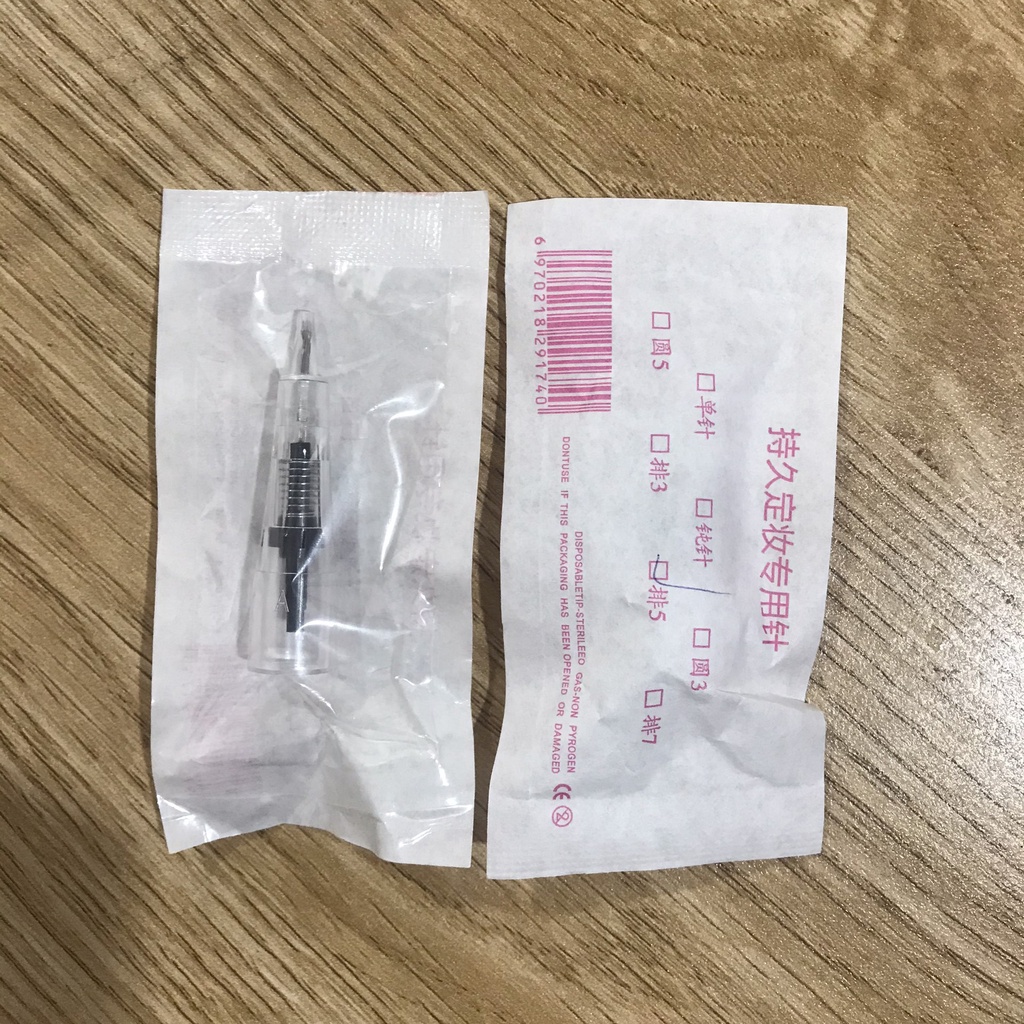 持久定妆专用针
□单针 □钝针 □圆3
□圆5 □排3 □排5 □排7
DISPOSABLETIP-STERILEEO GAS-NON PYROGEN
DONTUSE IF THIS PACKAGING HAS BEEN OPENED OR DAMAGED CE
6970218291740